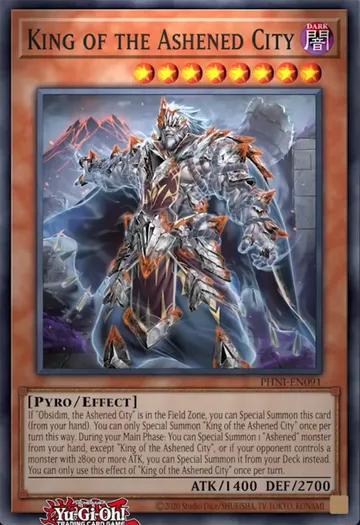 KING OF THE ASHENED CITY
DARK
闇
PHNI-EN091
[PYRO/EFFECT]
If "Obsidim, the Ashened City" is in the Field Zone, you can Special Summon this card
(from your hand). You can only Special Summon "King of the Ashened City" once per
turn this way. During your Main Phase: You can Special Summon 1 "Ashened" monster
from your hand, except "King of the Ashened City", or if your opponent controls a
monster with 2800 or more ATK, you can Special Summon it from your Deck instead.
You can only use this effect of "King of the Ashened City" once per turn.
ATK/1400 DEF/2700
©2020 Studio Dice/SHUEISHA, TV TOKYO, KONAMI
Yu-Gi-Oh!
TRADING CARD GAME